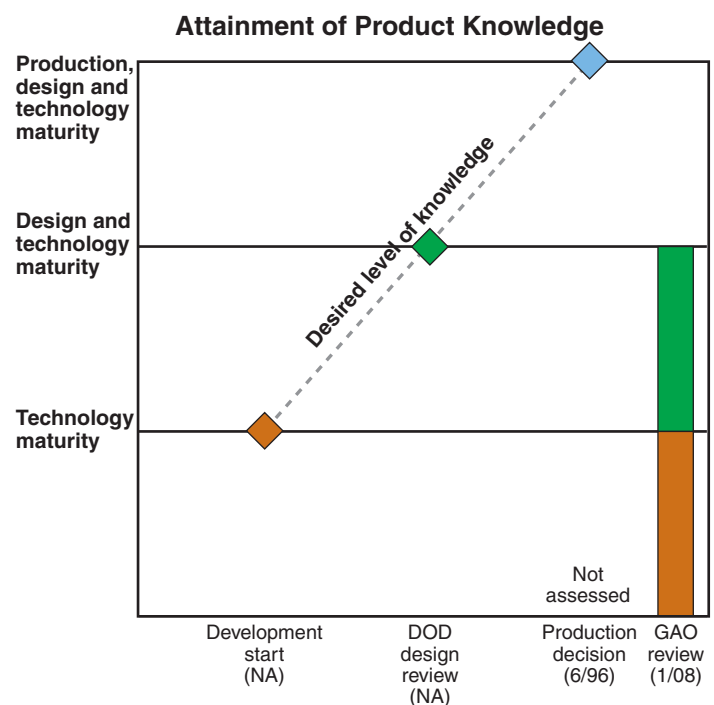 Attainment of Product Knowledge
Production,
design and
technology
maturity
Design and
technology
maturity
Technology
maturity
Desired level of knowledge
Not
assessed
Development
start
(NA)
DOD
design
review
(NA)
Production
decision
(6/96)
GAO
review
(1/08)